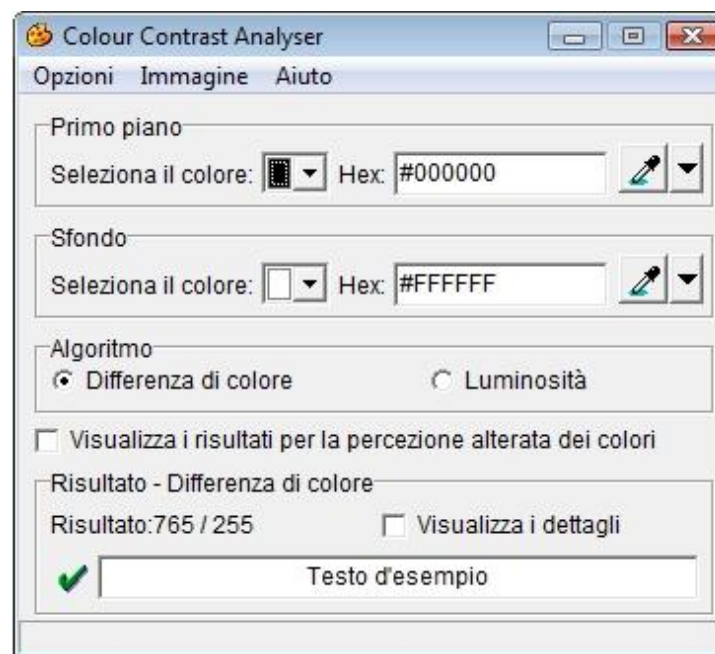 Colour Contrast Analyser
Opzioni Immagine Aiuto
Primo piano
Seleziona il colore: Hex: #000000
Sfondo
Seleziona il colore: Hex: #FFFFFF
Algoritmo
Differenza di colore Luminosità
Visualizza i risultati per la percezione alterata dei colori
Risultato - Differenza di colore
Risultato:765 / 255 Visualizza i dettagli
Testo d'esempio